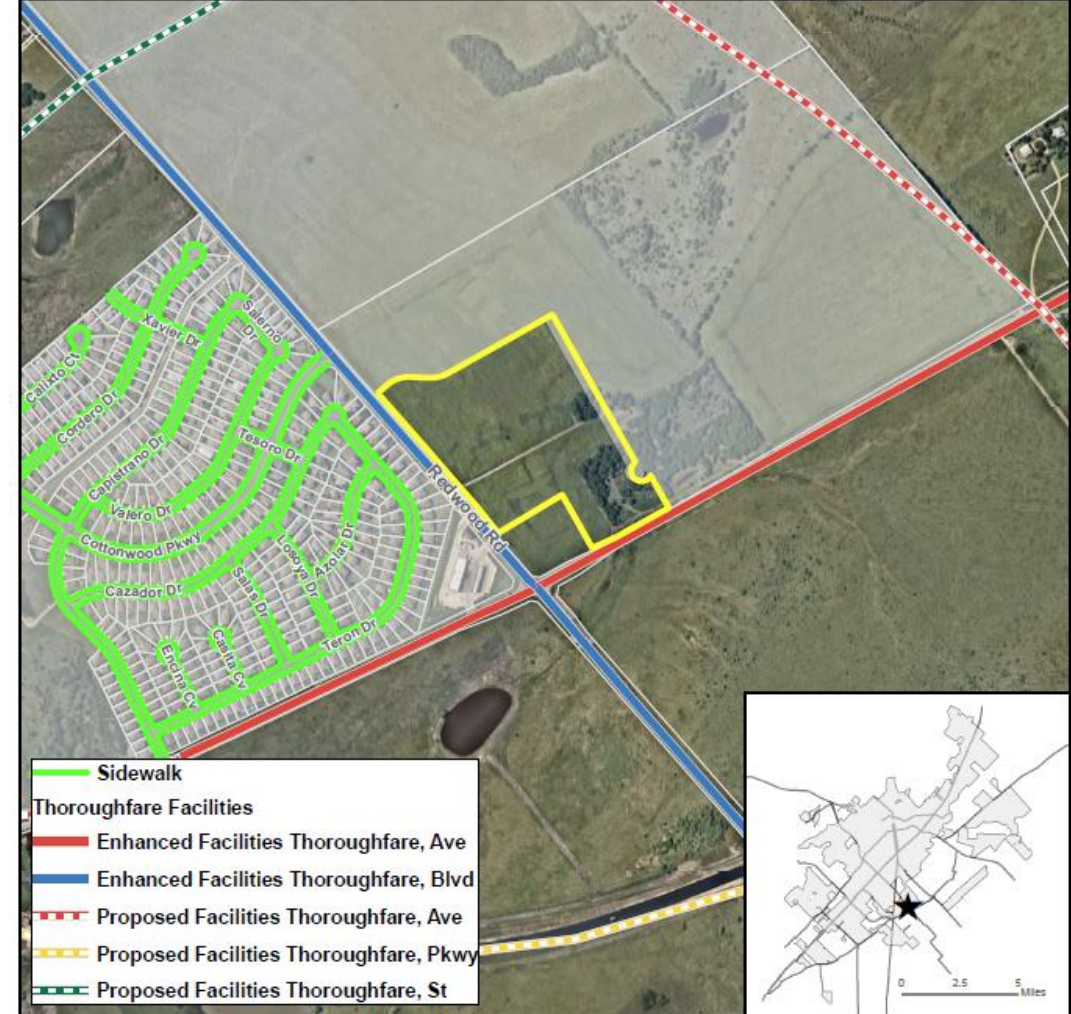 Salerno
Dr
Xavier Dr
Calixto Ct
Cordero Dr
Capistrano Dr
Tesoro Dr
Valero Dr
Redwood Rd
Cottonwood Pkwy
Azolar Dr
Losoya Dr
Cazador Dr
Salas Dr
Teron Dr
Casita Cv
Encina Cv
Sidewalk
Thoroughfare Facilities
Enhanced Facilities Thoroughfare, Ave
Enhanced Facilities Thoroughfare, Blvd
Proposed Facilities Thoroughfare, Ave
Proposed Facilities Thoroughfare, Pkwy
Proposed Facilities Thoroughfare, St
0 2.5 5
Miles